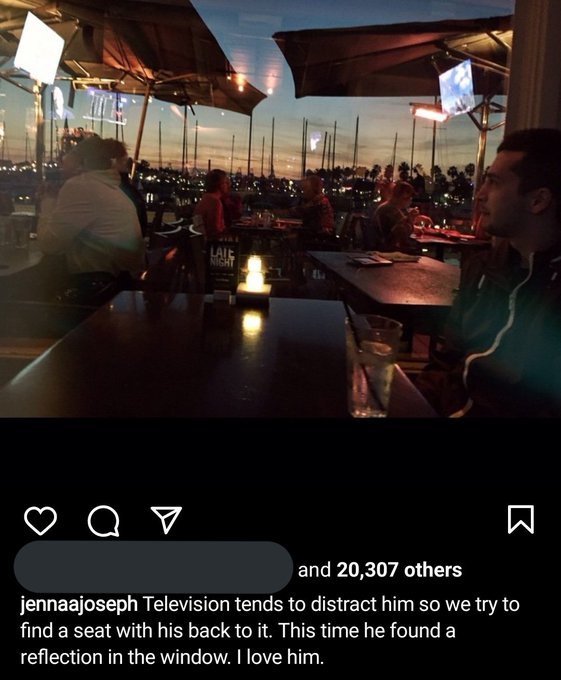 LATE
NIGHT
and 20,307 others
jennaajoseph Television tends to distract him so we try to
find a seat with his back to it. This time he found a
reflection in the window. I love him.